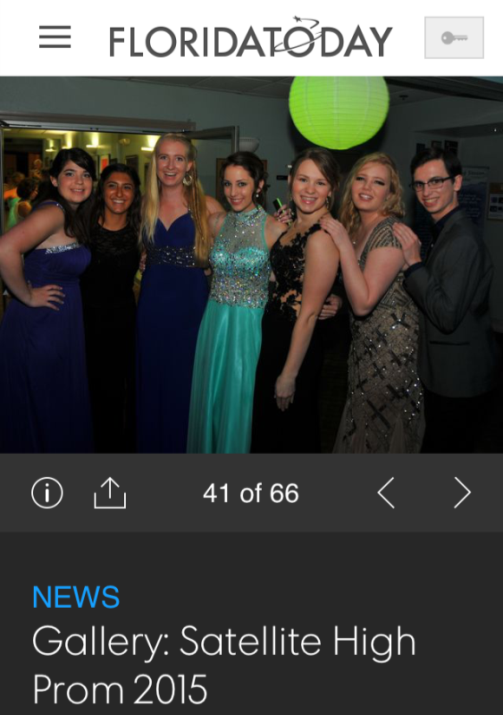 FLORIDATODAY
41 of 66
NEWS
Gallery: Satellite High
Prom 2015